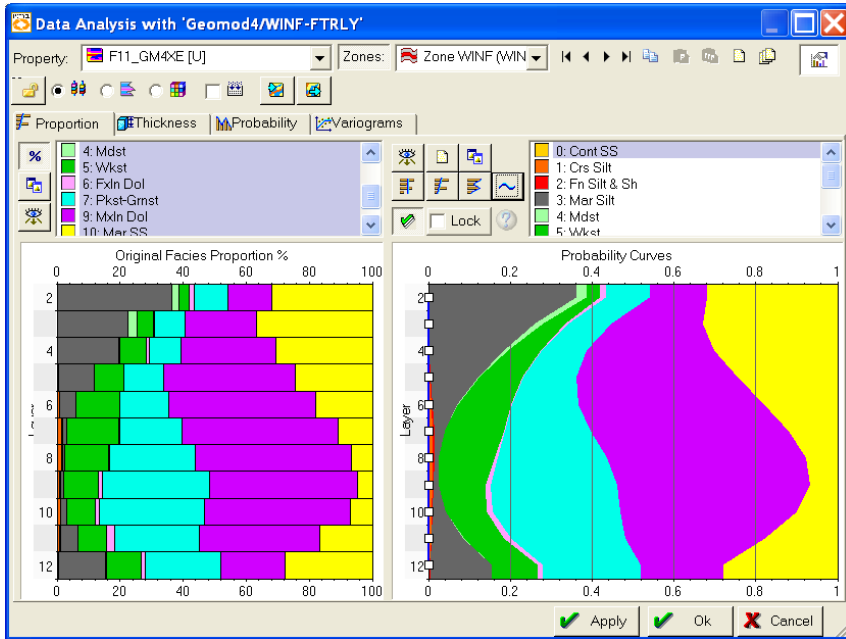 Data Analysis with 'Geomod4/WINF-FTRLY'
Property: F11_GM4XE [U] Zones: Zone WINF (WIN
Proportion Thickness Probability Variograms
%
4: Mdst
5: Wkst
6: Fxln Dol
7: Pkst-Grnst
9: Mxln Dol
10: Mar SS
Lock
0: Cont SS
1: Crs Silt
2: Fn Silt & Sh
3: Mar Silt
4: Mdst
5: Wkst
Original Facies Proportion %
0 20 40 60 80 100
2
4
6
8
10
12
Layer
0 20 40 60 80 100
Probability Curves
0 0.2 0.4 0.6 0.8 1
2
4
6
8
10
12
Layer
0 0.2 0.4 0.6 0.8 1
Apply Ok Cancel